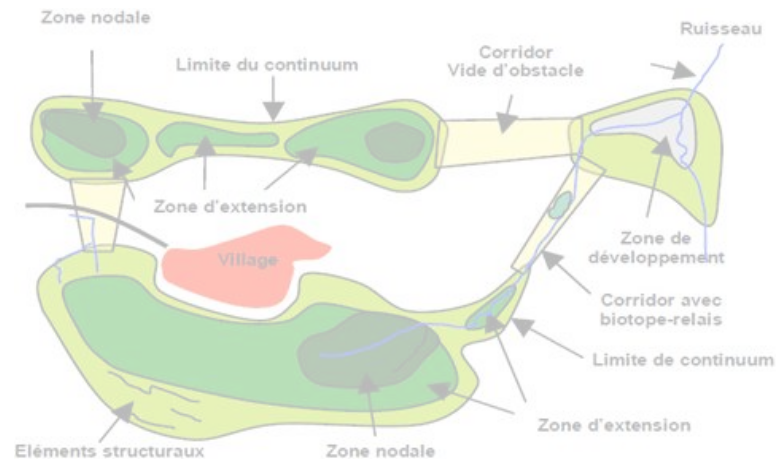 Zone nodale
Ruisseau
Limite du continuum
Corridor
Vide d'obstacle
Zone d'extension
Village
Zone de
développement
Corridor avec
biotope-relais
Limite de continuum
Zone d'extension
Eléments structuraux
Zone nodale